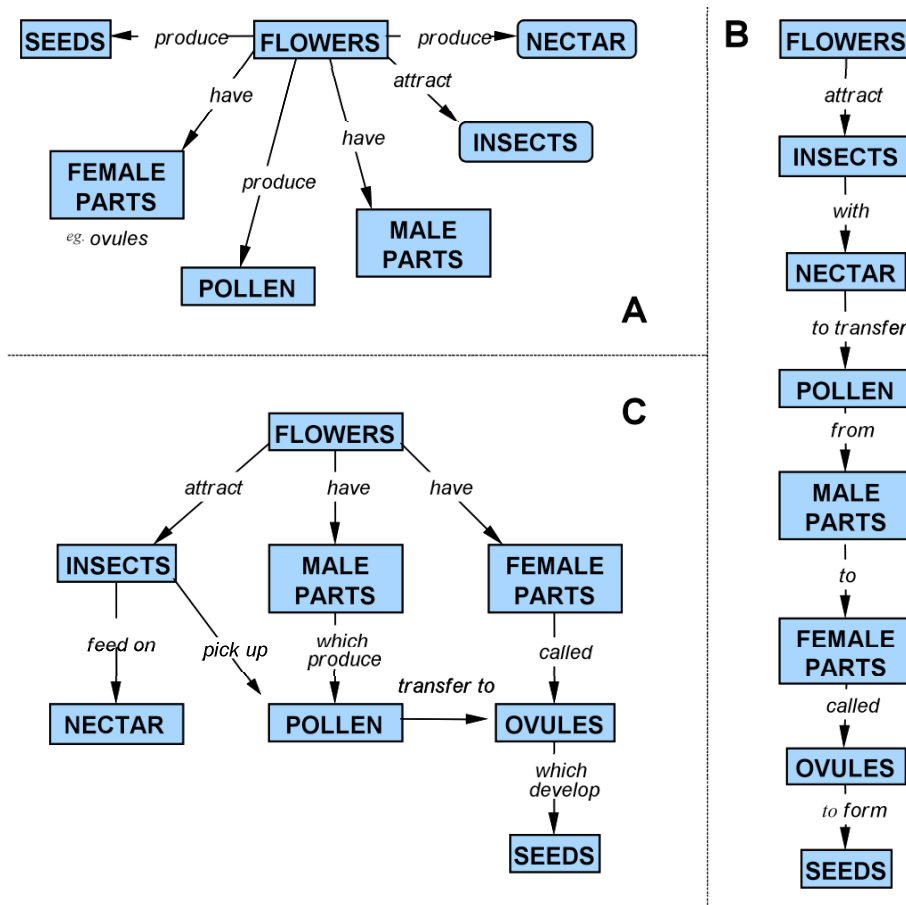 SEEDS
produce
FLOWERS
produce
NECTAR
have
attract
INSECTS
have
FEMALE
PARTS
eg. ovules
produce
MALE
PARTS
POLLEN
A
B
FLOWERS
attract
INSECTS
with
NECTAR
to transfer
POLLEN
from
MALE
PARTS
to
FEMALE
PARTS
called
OVULES
to form
SEEDS
C
FLOWERS
attract
have
have
INSECTS
MALE
PARTS
FEMALE
PARTS
feed on
pick up
which
produce
called
transfer to
NECTAR
POLLEN
OVULES
which
develop
SEEDS